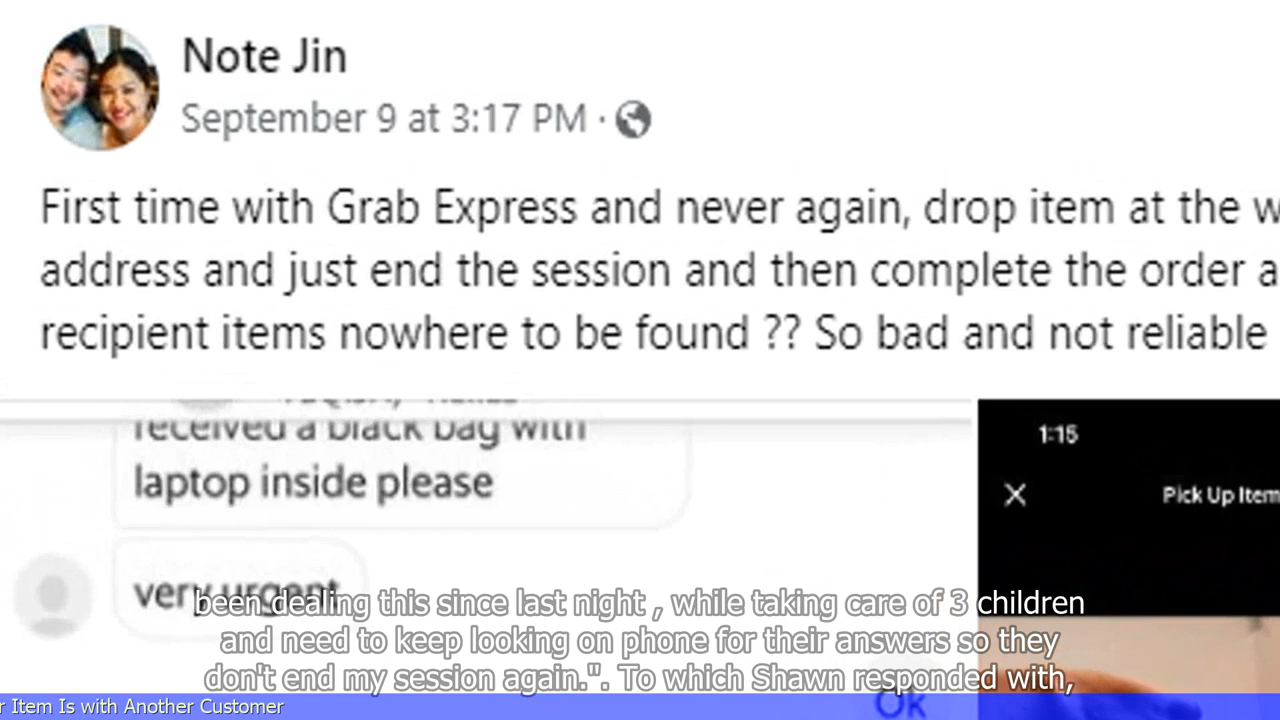 Note Jin
September 9 at 3:17 PM ·
First time with Grab Express and never again, drop item at the w
address and just end the session and then complete the order a
recipient items nowhere to be found ?? So bad and not reliable
received a black bag with
laptop inside please
1:15
Pick Up Item
very urgent
been dealing this since last night , while taking care of 3 children
and need to keep looking on phone for their answers so they
don't end my session again.". To which Shawn responded with,
Ok
r Item Is with Another Customer